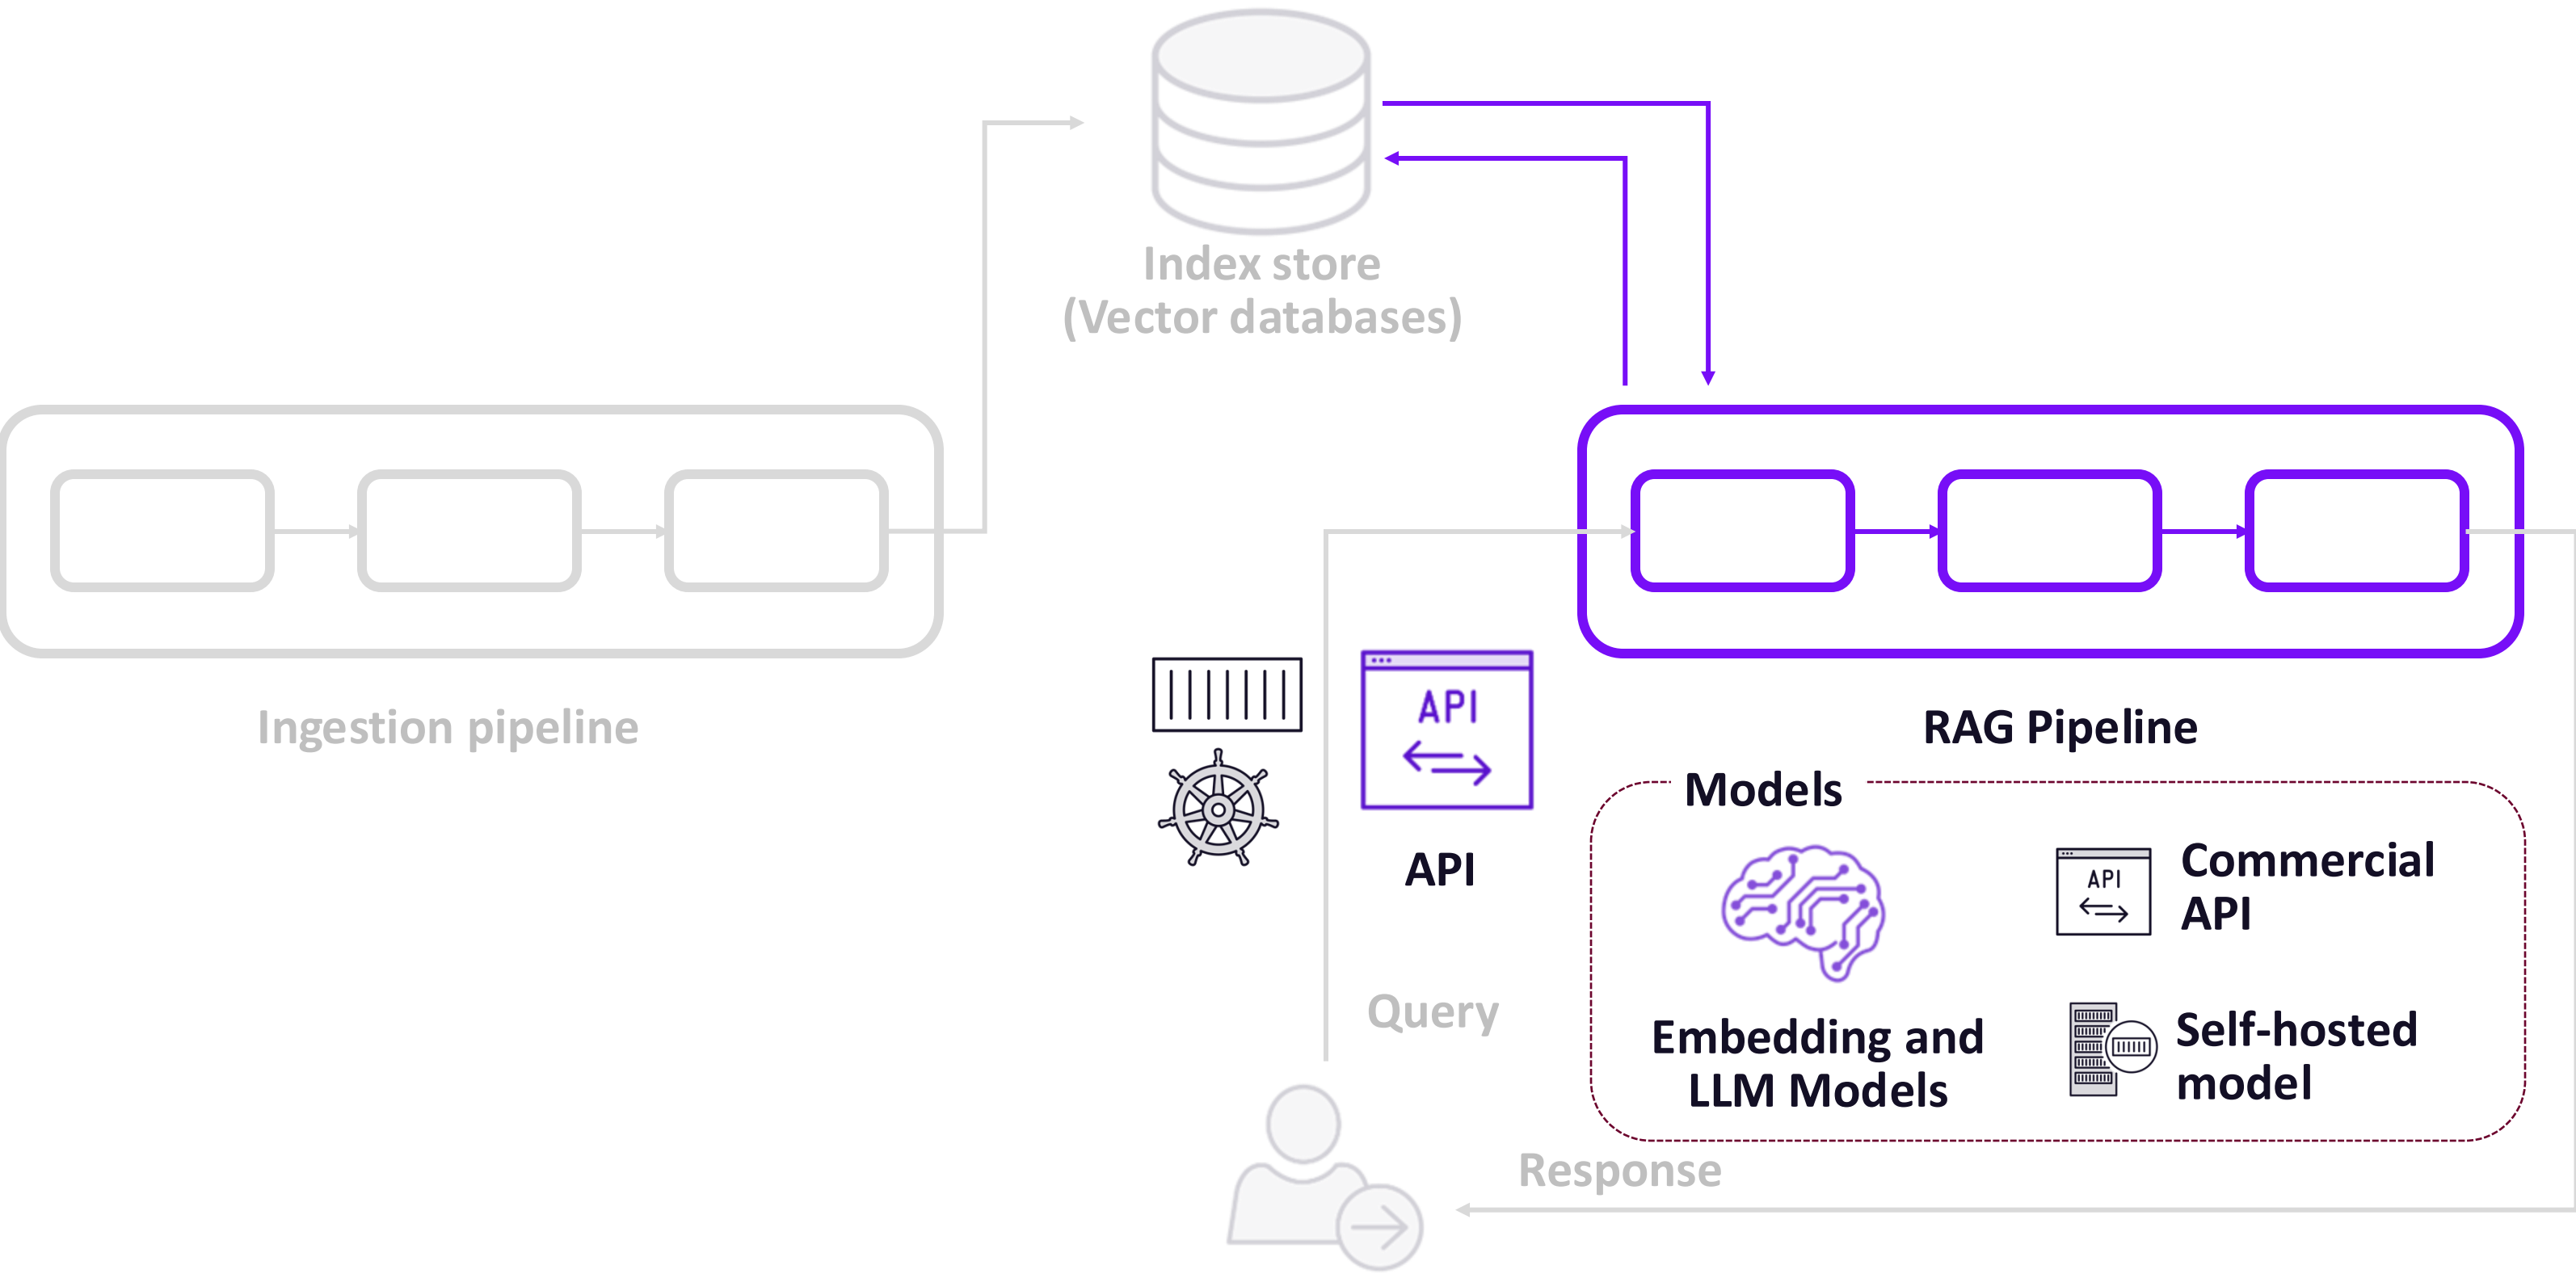 Index store
(Vector databases)
Ingestion pipeline
API
API
RAG Pipeline
Models
Embedding and
LLM Models
API
Commercial
API
Self-hosted
model
Query
Response